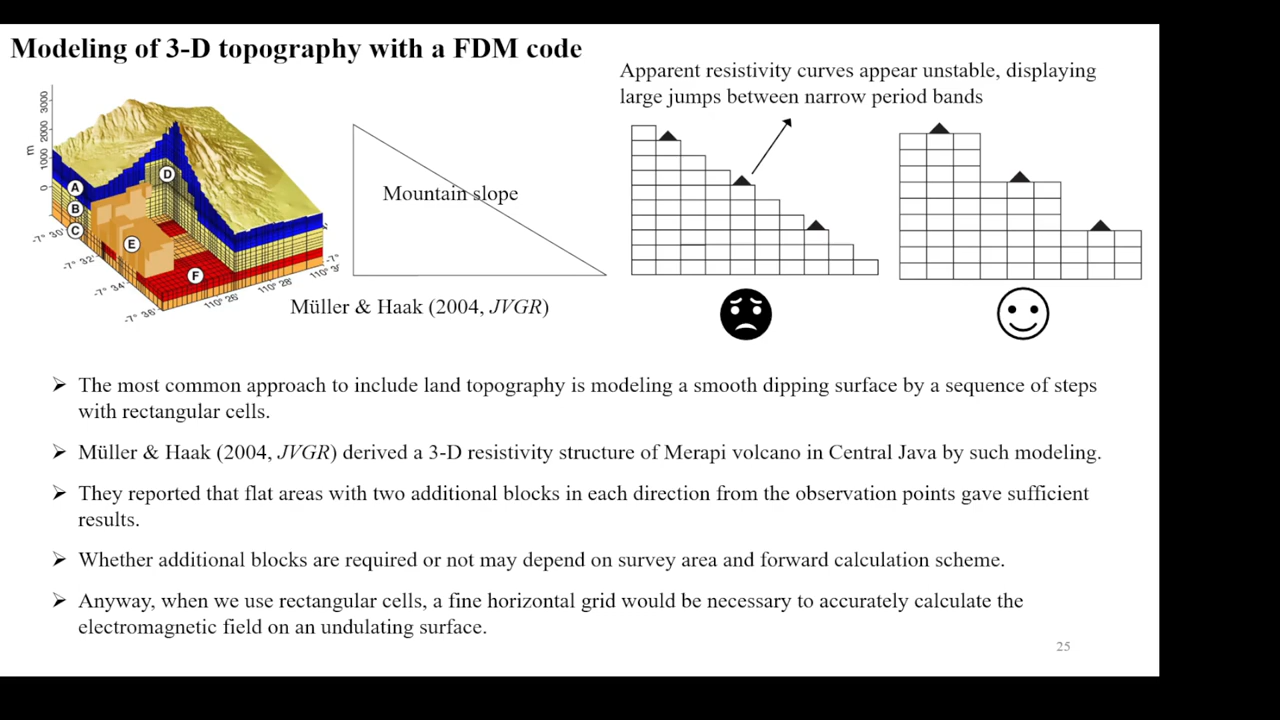 Modeling of 3-D topography with a FDM code
Apparent resistivity curves appear unstable, displaying
large jumps between narrow period bands
3000
2000
1000
0
m
A
B
C
D
E
F
-7° 30'
-7° 32'
-7° 34'
-7° 36'
110° 26'
110° 28'
Mountain slope
Müller & Haak (2004, JVGR)
➢ The most common approach to include land topography is modeling a smooth dipping surface by a sequence of steps
with rectangular cells.
➢ Müller & Haak (2004, JVGR) derived a 3-D resistivity structure of Merapi volcano in Central Java by such modeling.
➢ They reported that flat areas with two additional blocks in each direction from the observation points gave sufficient
results.
➢ Whether additional blocks are required or not may depend on survey area and forward calculation scheme.
➢ Anyway, when we use rectangular cells, a fine horizontal grid would be necessary to accurately calculate the
electromagnetic field on an undulating surface.
25